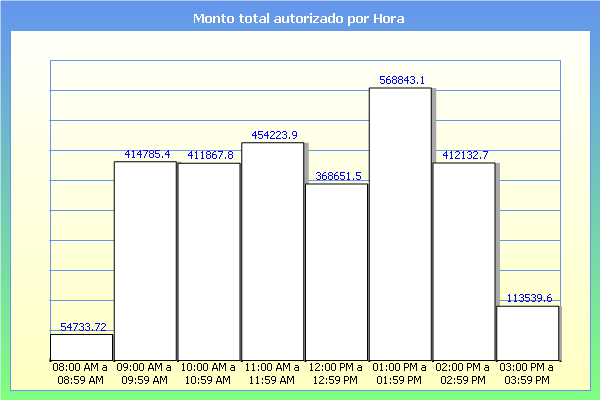 Monto total autorizado por Hora
568843.1
454223.9
414785.4
411867.8
412132.7
368651.5
113539.6
54733.72
08:00 AM a
08:59 AM
09:00 AM a
09:59 AM
10:00 AM a
10:59 AM
11:00 AM a
11:59 AM
12:00 PM a
12:59 PM
01:00 PM a
01:59 PM
02:00 PM a
02:59 PM
03:00 PM a
03:59 PM